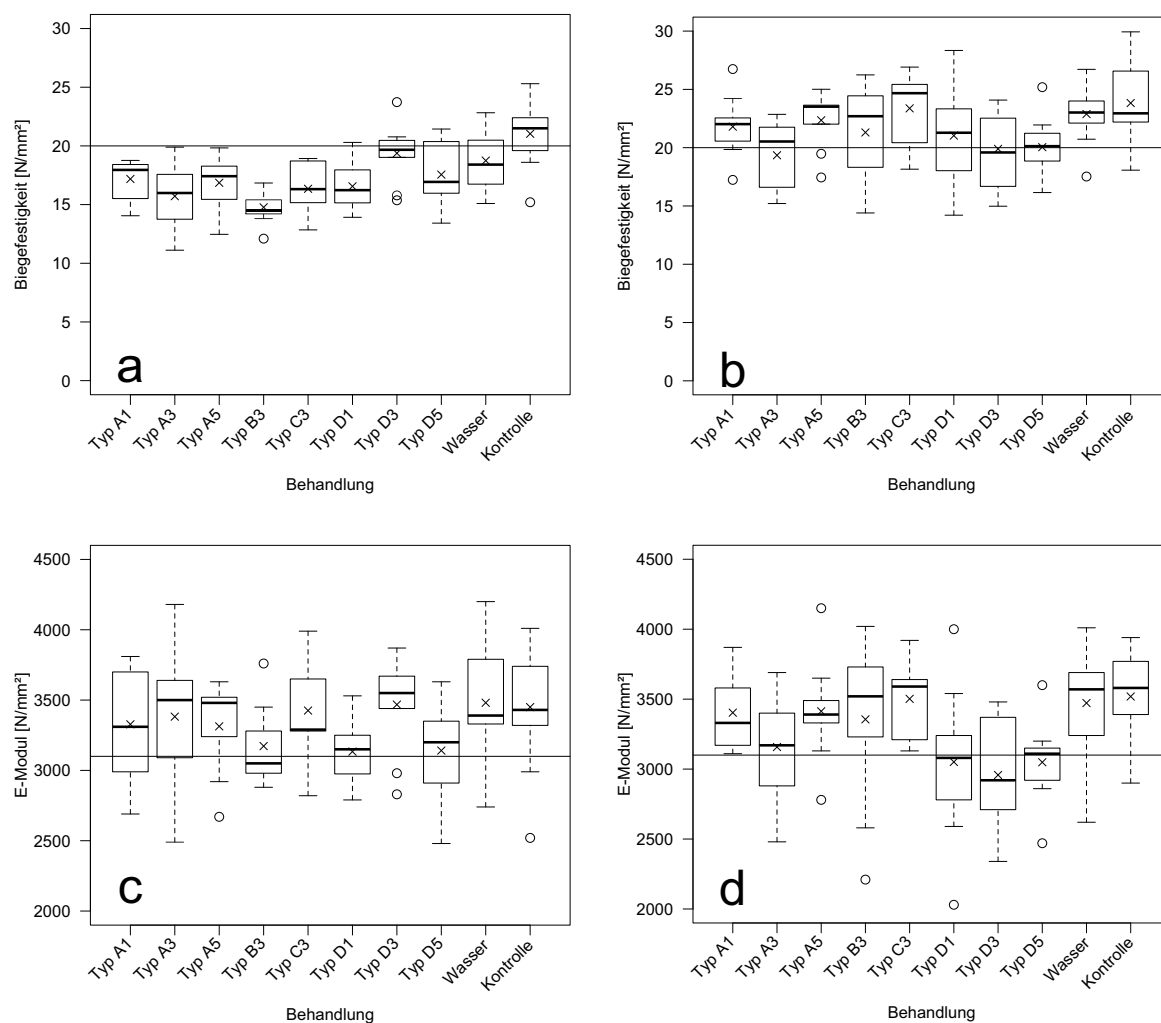 30
25
20
15
10
5
0
Biegefestigkeit [N/mm²]
a
Typ A1
Typ A3
Typ A5
Typ B3
Typ C3
Typ D1
Typ D3
Typ D5
Wasser
Kontrolle
Behandlung
30
25
20
15
10
5
0
Biegefestigkeit [N/mm²]
b
Typ A1
Typ A3
Typ A5
Typ B3
Typ C3
Typ D1
Typ D3
Typ D5
Wasser
Kontrolle
Behandlung
4500
4000
3500
3000
2500
2000
E-Modul [N/mm²]
c
Typ A1
Typ A3
Typ A5
Typ B3
Typ C3
Typ D1
Typ D3
Typ D5
Wasser
Kontrolle
Behandlung
4500
4000
3500
3000
2500
2000
E-Modul [N/mm²]
d
Typ A1
Typ A3
Typ A5
Typ B3
Typ C3
Typ D1
Typ D3
Typ D5
Wasser
Kontrolle
Behandlung